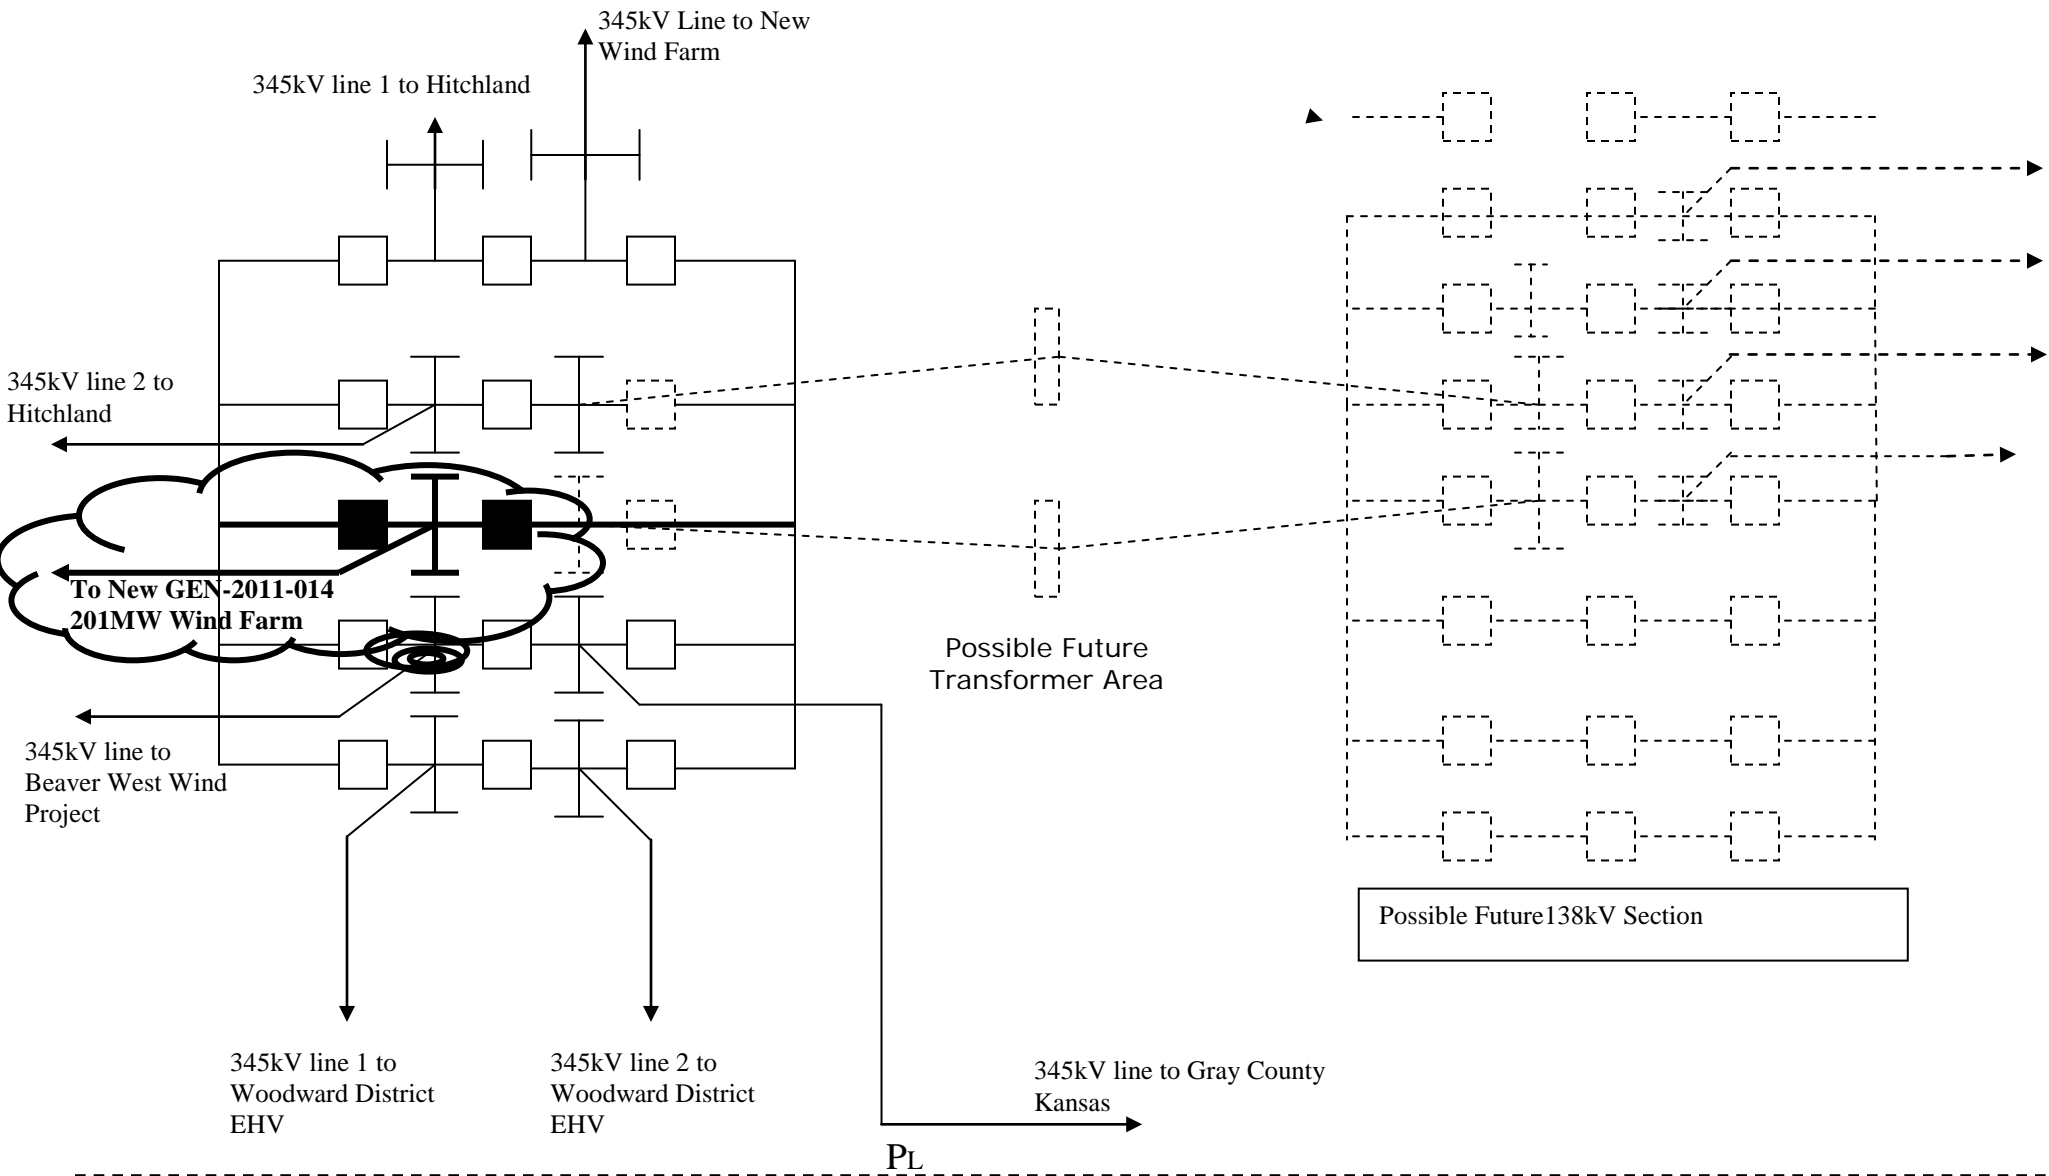 345kV Line to New
Wind Farm
345kV line 1 to Hitchland
345kV line 2 to
Hitchland
To New GEN-2011-014
201MW Wind Farm
Possible Future
Transformer Area
345kV line to
Beaver West Wind
Project
Possible Future138kV Section
345kV line 1 to
Woodward District
EHV
345kV line 2 to
Woodward District
EHV
345kV line to Gray County
Kansas
PL